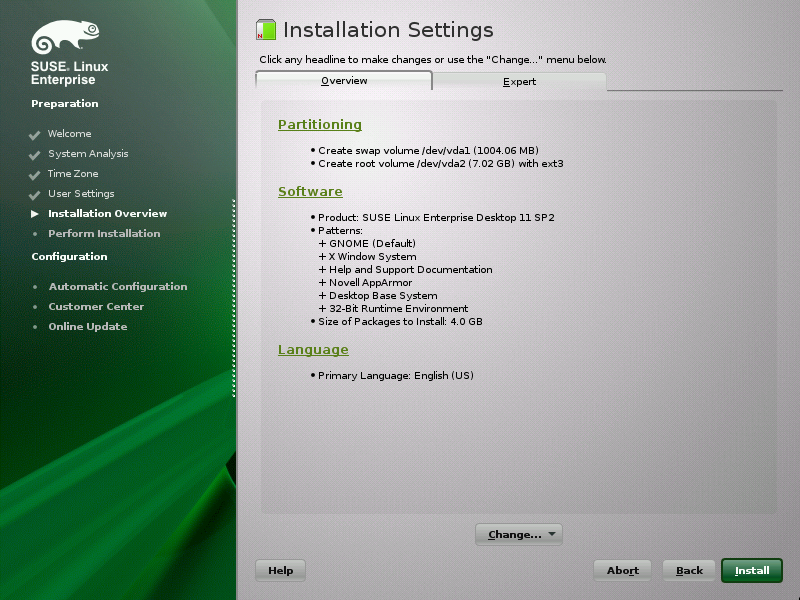 SUSE. Linux
Enterprise
Preparation
Welcome
System Analysis
Time Zone
User Settings
Installation Overview
Perform Installation
Configuration
Automatic Configuration
Customer Center
Online Update
Installation Settings
Click any headline to make changes or use the "Change..." menu below.
Overview
Expert
Partitioning
• Create swap volume /dev/vda1 (1004.06 MB)
• Create root volume /dev/vda2 (7.02 GB) with ext3
Software
• Product: SUSE Linux Enterprise Desktop 11 SP2
• Patterns:
+ GNOME (Default)
+ X Window System
+ Help and Support Documentation
+ Novell AppArmor
+ Desktop Base System
+ 32-Bit Runtime Environment
• Size of Packages to Install: 4.0 GB
Language
• Primary Language: English (US)
Change...
Help
Abort
Back
Install